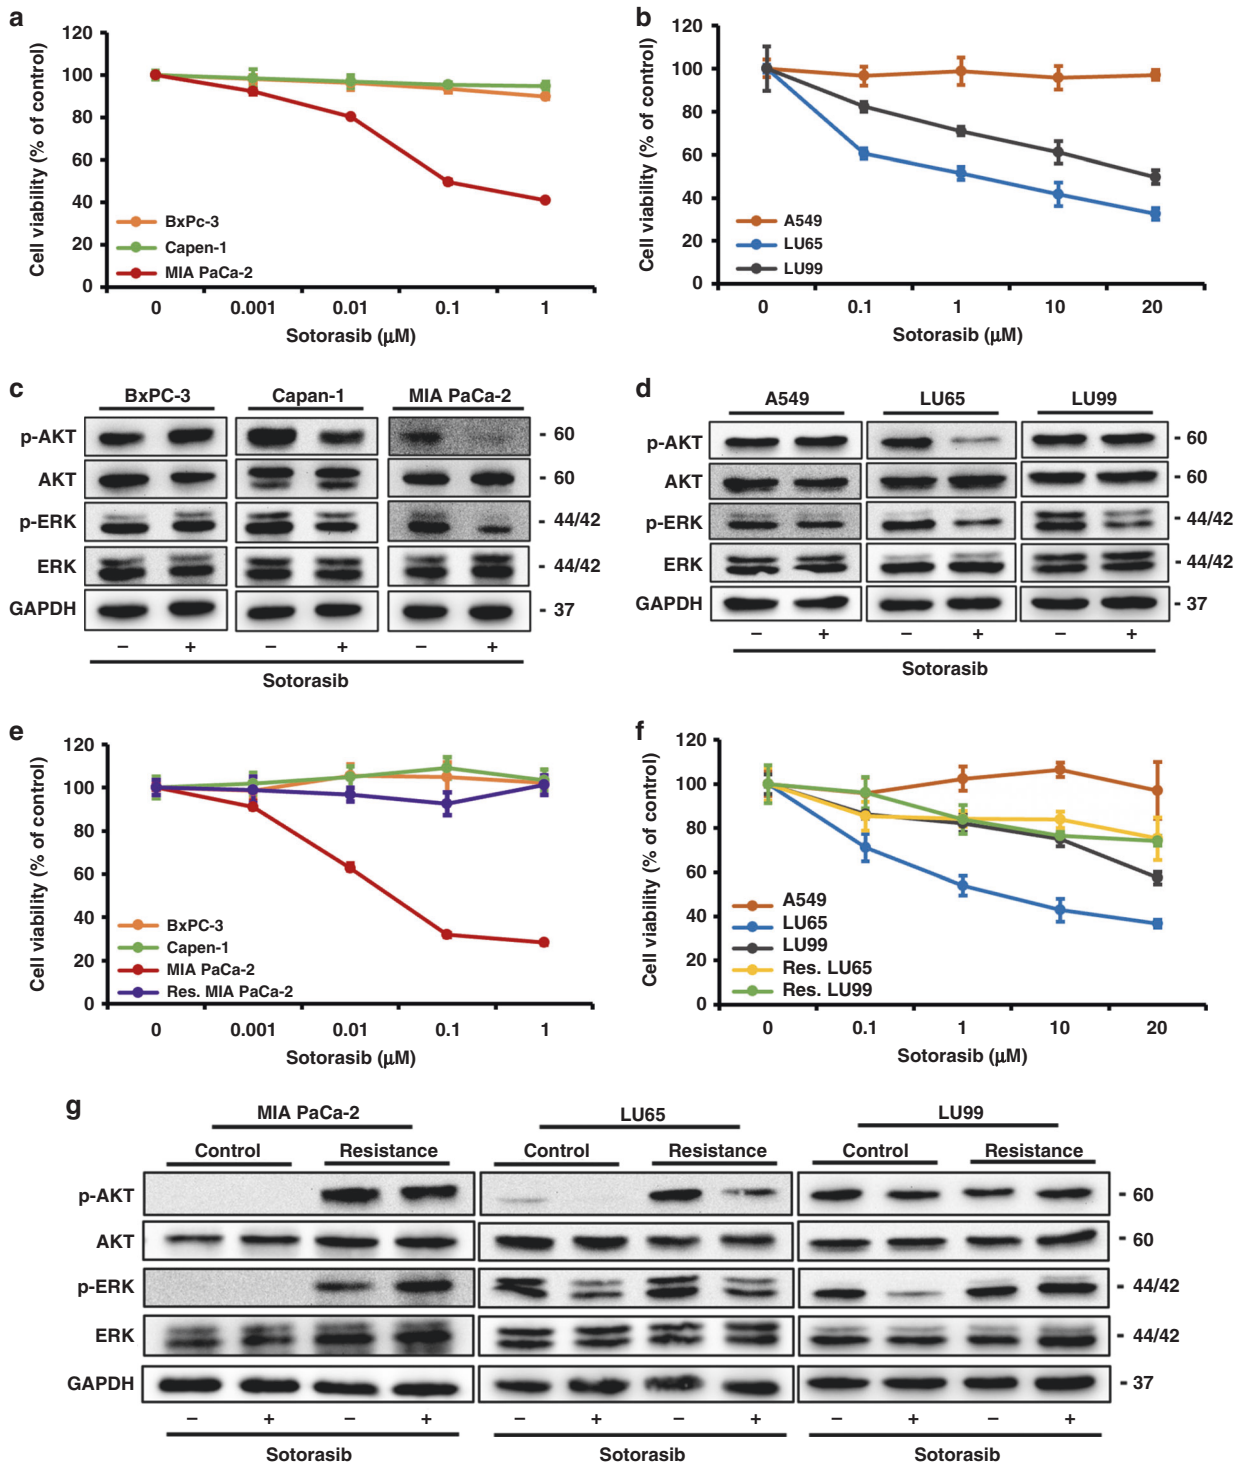 a
120
100
80
60
40
20
0
Cell viability (% of control)
BxPc-3
Capen-1
MIA PaCa-2
0 0.001 0.01 0.1 1
Sotorasib (μM)
b
120
100
80
60
40
20
0
Cell viability (% of control)
A549
LU65
LU99
0 0.1 1 10 20
Sotorasib (μM)
c
BxPC-3 Capan-1 MIA PaCa-2
p-AKT - 60
AKT - 60
p-ERK - 44/42
ERK - 44/42
GAPDH - 37
– + – + – +
Sotorasib
d
A549 LU65 LU99
p-AKT - 60
AKT - 60
p-ERK - 44/42
ERK - 44/42
GAPDH - 37
– + – + – +
Sotorasib
e
120
100
80
60
40
20
0
Cell viability (% of control)
BxPC-3
Capen-1
MIA PaCa-2
Res. MIA PaCa-2
0 0.001 0.01 0.1 1
Sotorasib (μM)
f
120
100
80
60
40
20
0
Cell viability (% of control)
A549
LU65
LU99
Res. LU65
Res. LU99
0 0.1 1 10 20
Sotorasib (μM)
g
MIA PaCa-2 LU65 LU99
Control Resistance Control Resistance Control Resistance
p-AKT - 60
AKT - 60
p-ERK - 44/42
ERK - 44/42
GAPDH - 37
– + – + – + – + – + – +
Sotorasib Sotorasib Sotorasib